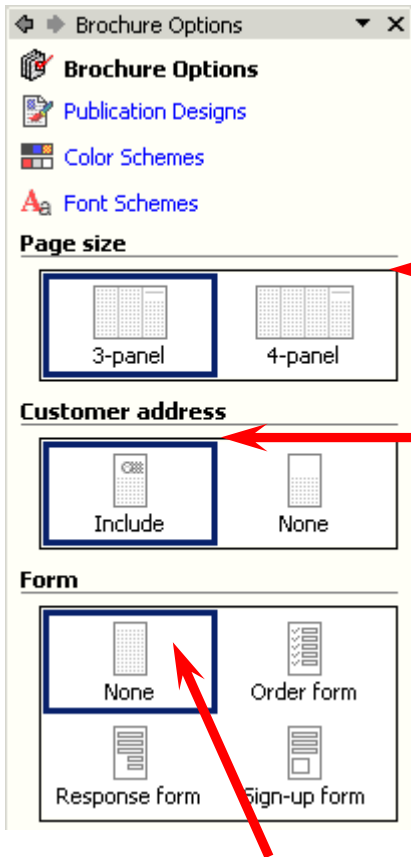 Brochure Options
Brochure Options
Publication Designs
Color Schemes
Aa Font Schemes
Page size
3-panel 4-panel
Customer address
Include None
Form
None Order form
Response form Sign-up form